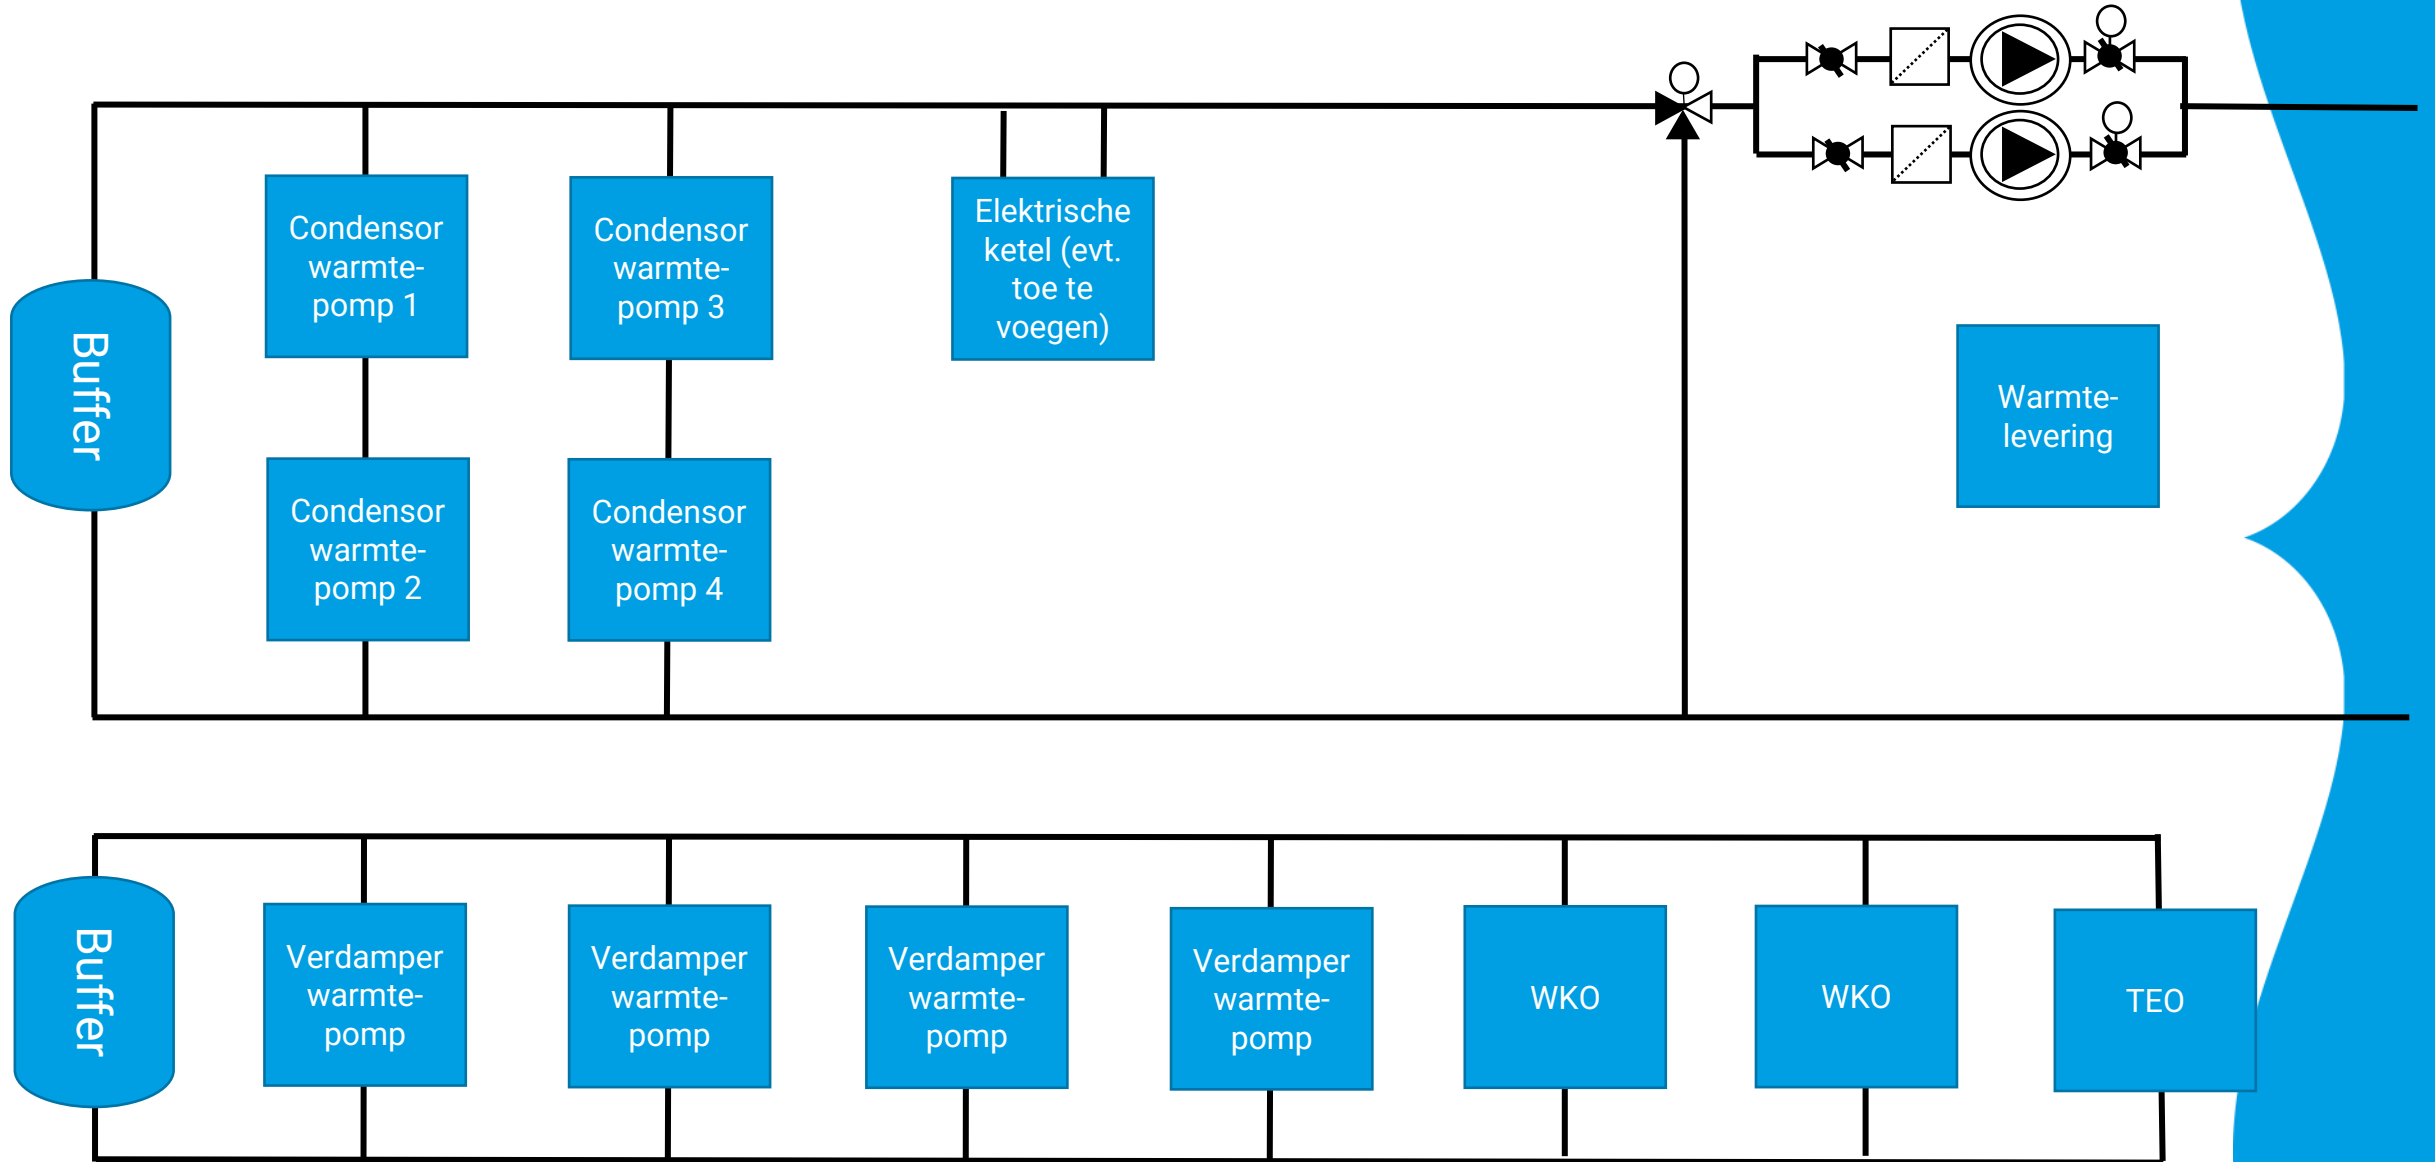 Buffer
Condensor
warmte-
pomp 1
Condensor
warmte-
pomp 3
Elektrische
ketel (evt.
toe te
voegen)
Warmte-
levering
Condensor
warmte-
pomp 2
Condensor
warmte-
pomp 4
Buffer
Verdamper
warmte-
pomp
Verdamper
warmte-
pomp
Verdamper
warmte-
pomp
Verdamper
warmte-
pomp
WKO
WKO
TEO